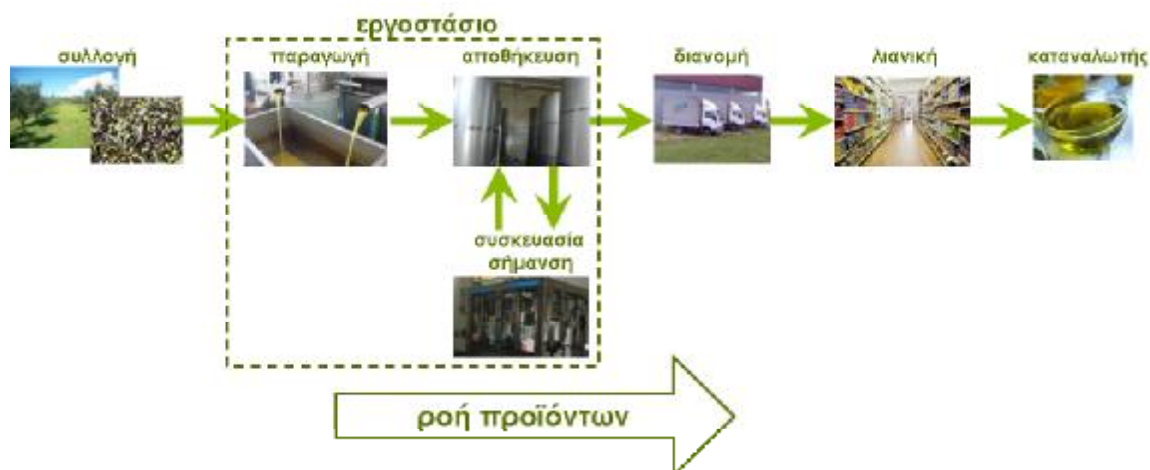 εργοστάσιο
συλλογή
παραγωγή
αποθήκευση
διανομή
λιανική
καταναλωτής
συσκευασία
σήμανση
ροή προϊόντων